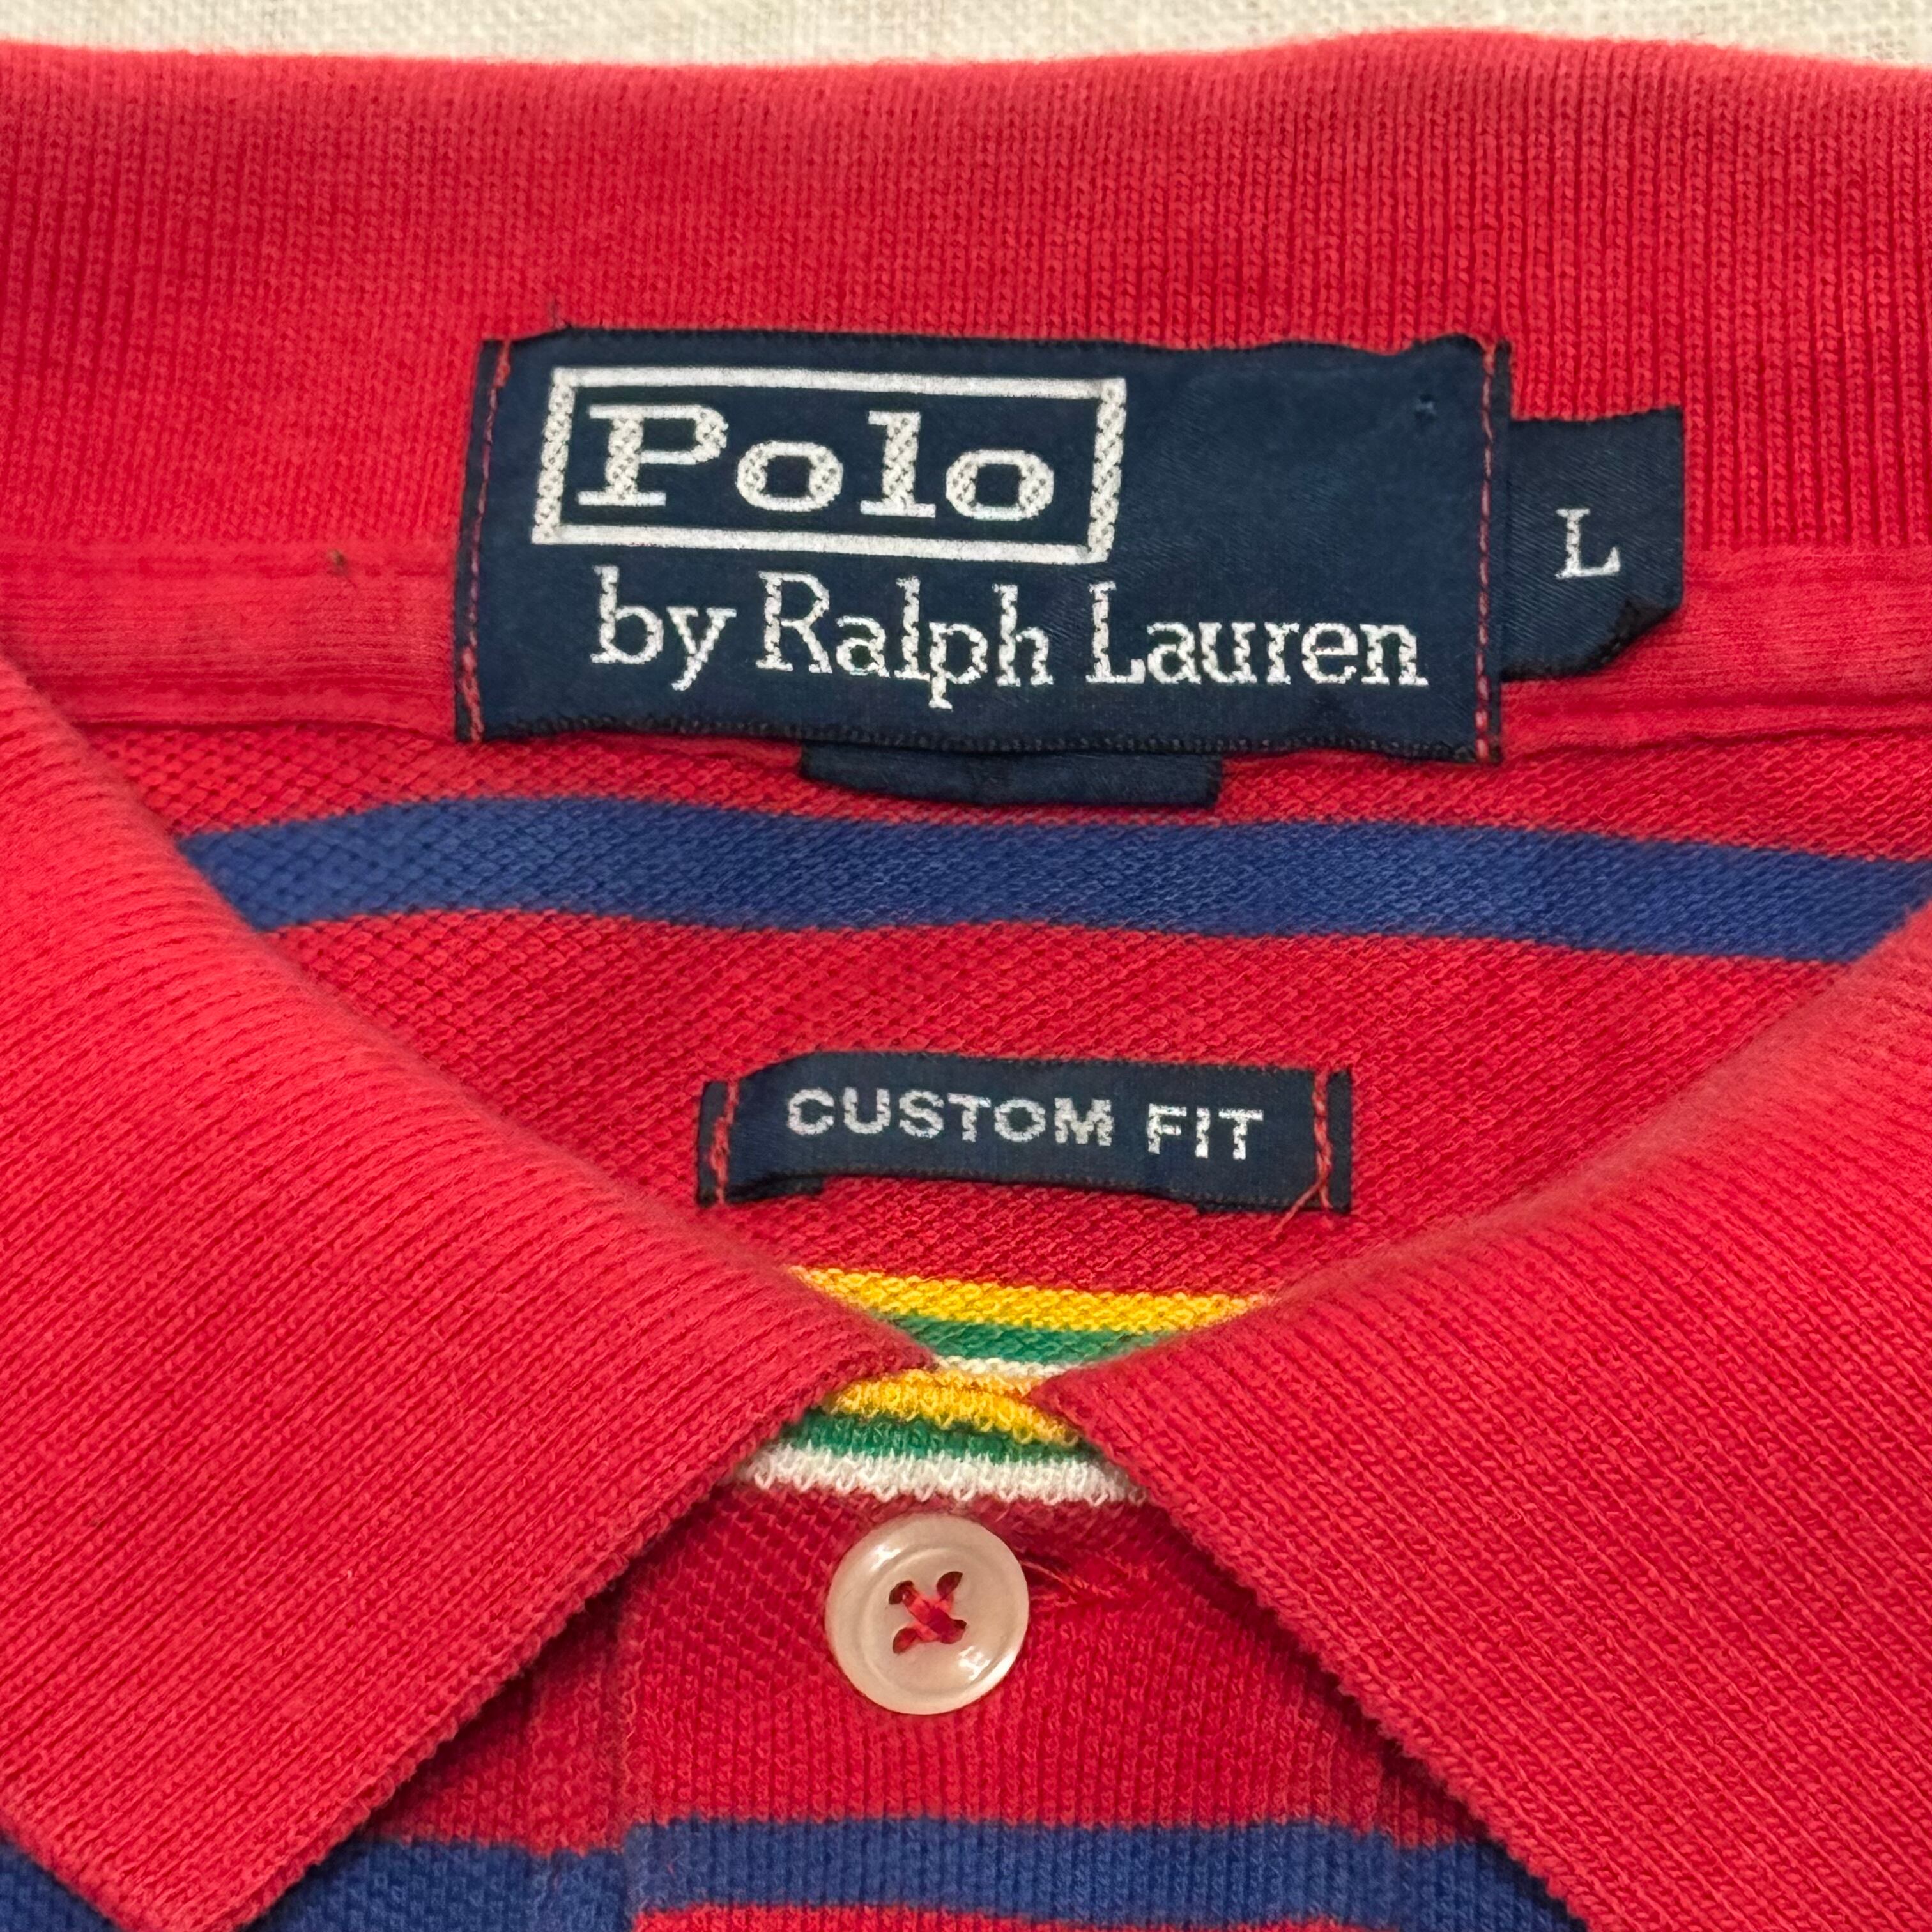 Polo
by Ralph Lauren
L
CUSTOM FIT